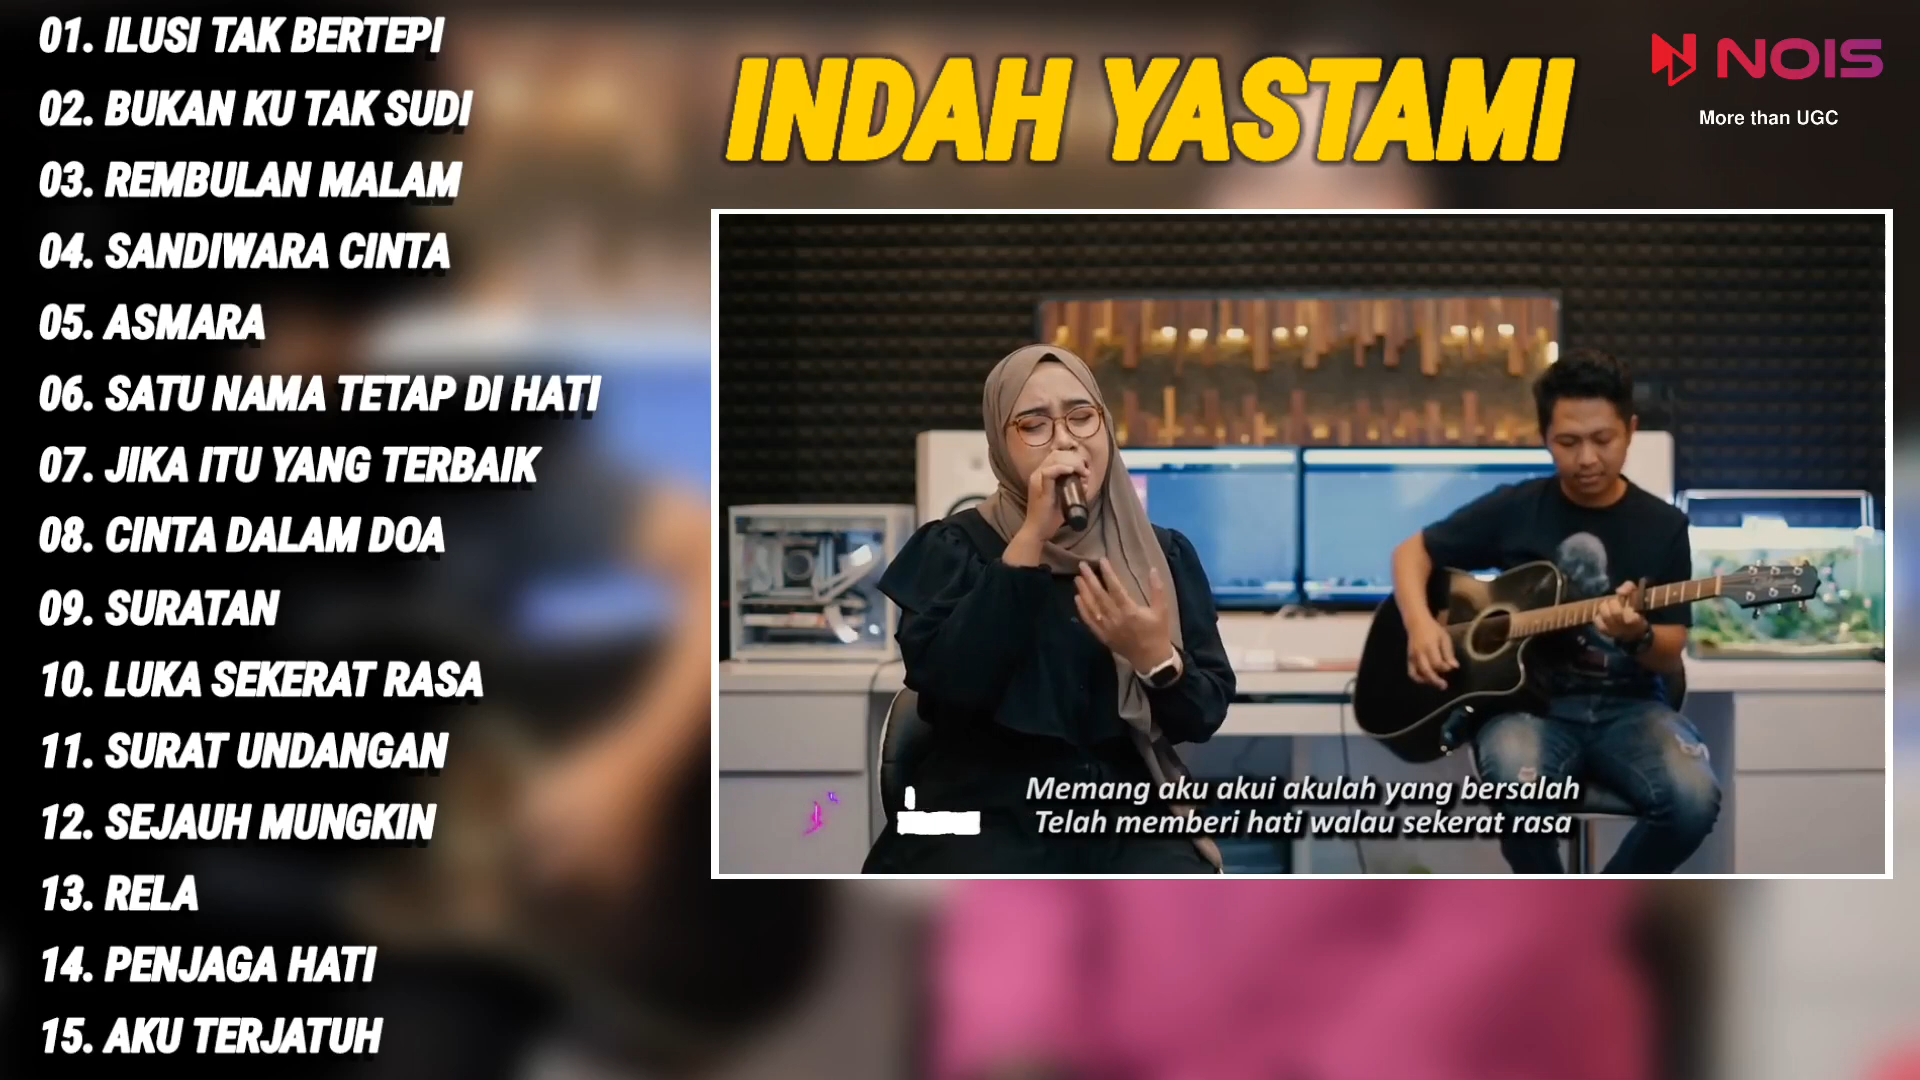 01. ILUSI TAK BERTEPI
02. BUKAN KU TAK SUDI
03. REMBULAN MALAM
04. SANDIWARA CINTA
05. ASMARA
06. SATU NAMA TETAP DI HATI
07. JIKA ITU YANG TERBAIK
08. CINTA DALAM DOA
09. SURATAN
10. LUKA SEKERAT RASA
11. SURAT UNDANGAN
12. SEJAUH MUNGKIN
13. RELA
14. PENJAGA HATI
15. AKU TERJATUH
INDAH YASTAMI
NOIS
More than UGC
Memang aku akui akulah yang bersalah
Telah memberi hati walau sekerat rasa